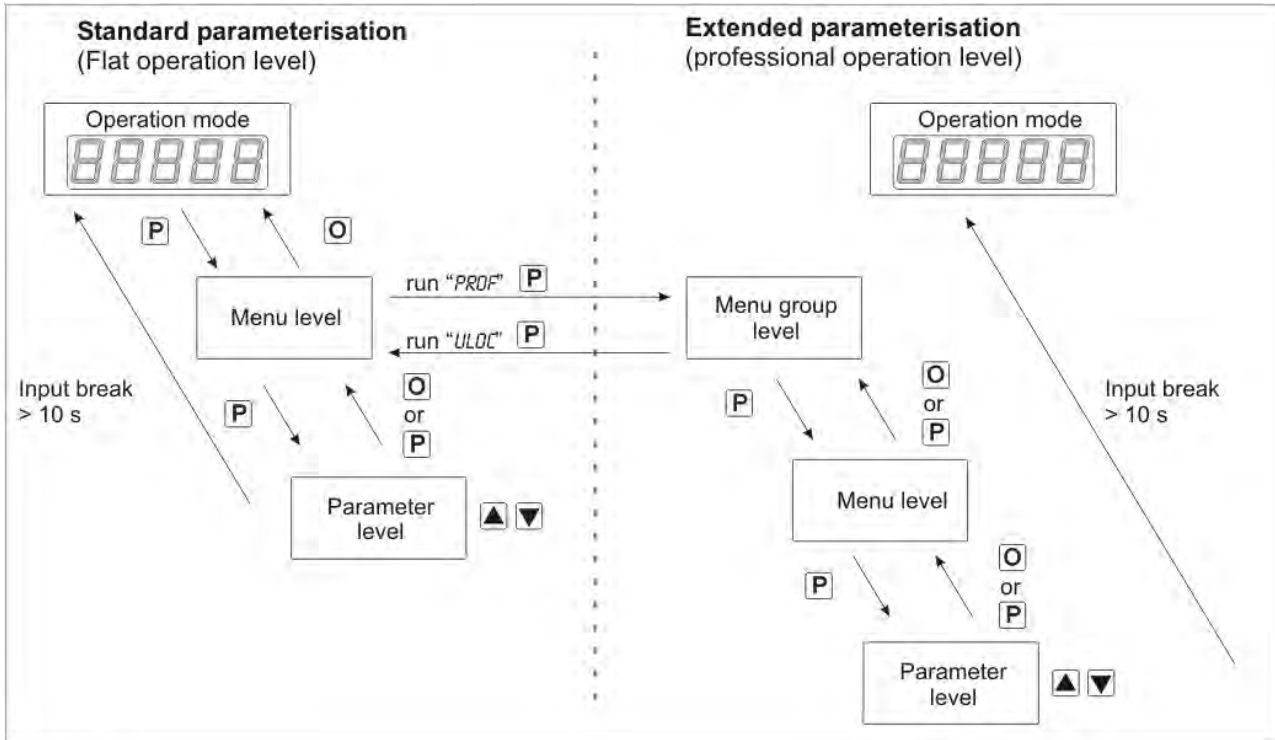 Standard parameterisation
(Flat operation level)
Operation mode
88888
P
O
Menu level
run “PROF” P
run “ULOC” P
Input break
> 10 s
P
O
or
P
Parameter
level
▲ ▼
Extended parameterisation
(professional operation level)
Operation mode
88888
Menu group
level
P
O
or
P
Input break
> 10 s
Menu level
P
O
or
P
Parameter
level
▲ ▼